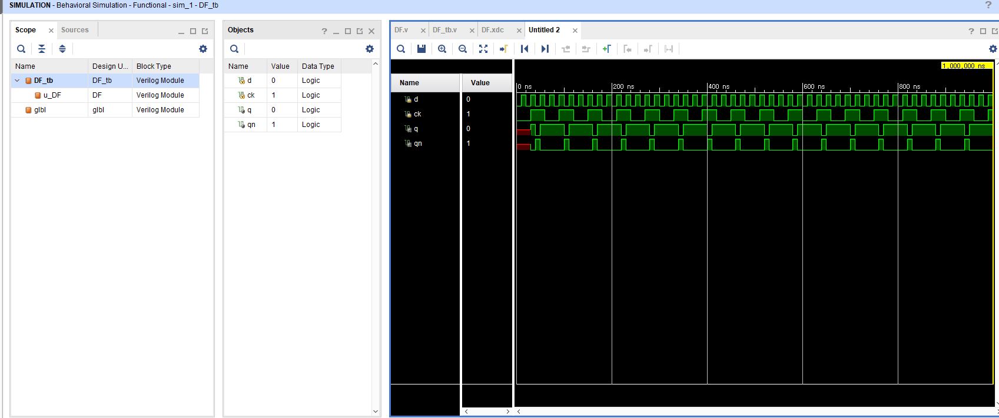 SIMULATION - Behavioral Simulation - Functional - sim_1 - DF_tb
?
Scope
Sources
Name Design U... Block Type
DF_tb DF_tb Verilog Module
u_DF DF Verilog Module
glbl glbl Verilog Module
Objects
?
Name Value Data Type
d 0 Logic
ck 1 Logic
q 0 Logic
qn 1 Logic
DF.v
DF_tb.v
DF.xdc
Untitled 2
?
Name Value
d 0
ck 1
q 0
qn 1
1,000,000 ns
0 ns 200 ns 400 ns 600 ns 800 ns